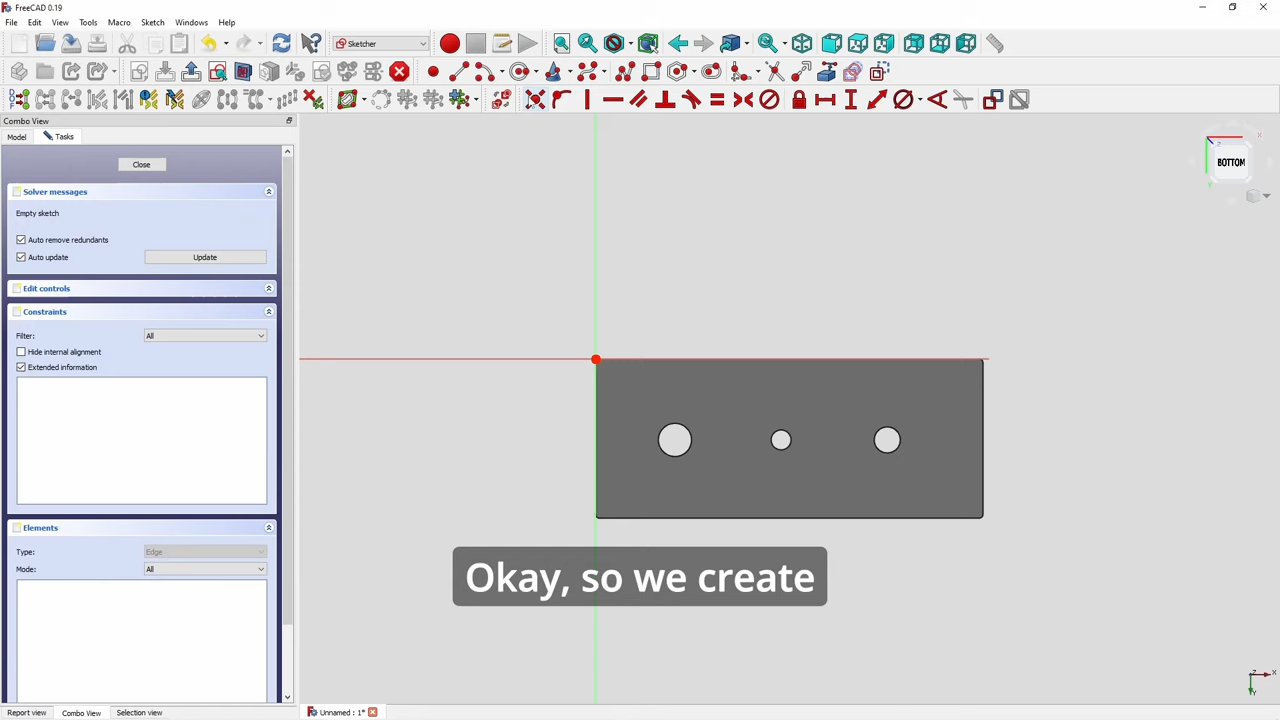 FreeCAD 0.19
File Edit View Tools Macro Sketch Windows Help
Sketcher
Combo View
Model Tasks
Close
Solver messages
Empty sketch
Auto remove redundants
Auto update Update
Edit controls
Constraints
Filter: All
Hide internal alignment
Extended information
Elements
Type: Edge
Mode: All
Report view Combo View Selection view
Unnamed : 1*
BOTTOM
X
Y
Z
Okay, so we create
Z
X
Y